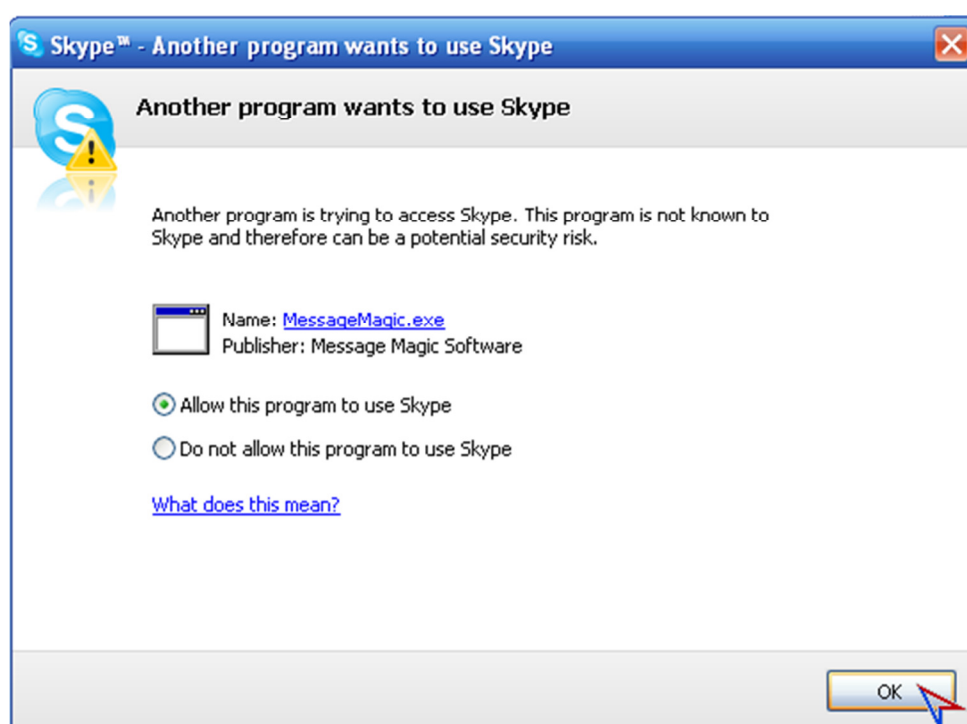 Skype™ - Another program wants to use Skype
Another program wants to use Skype
Another program is trying to access Skype. This program is not known to
Skype and therefore can be a potential security risk.
Name: MessageMagic.exe
Publisher: Message Magic Software
Allow this program to use Skype
Do not allow this program to use Skype
What does this mean?
OK